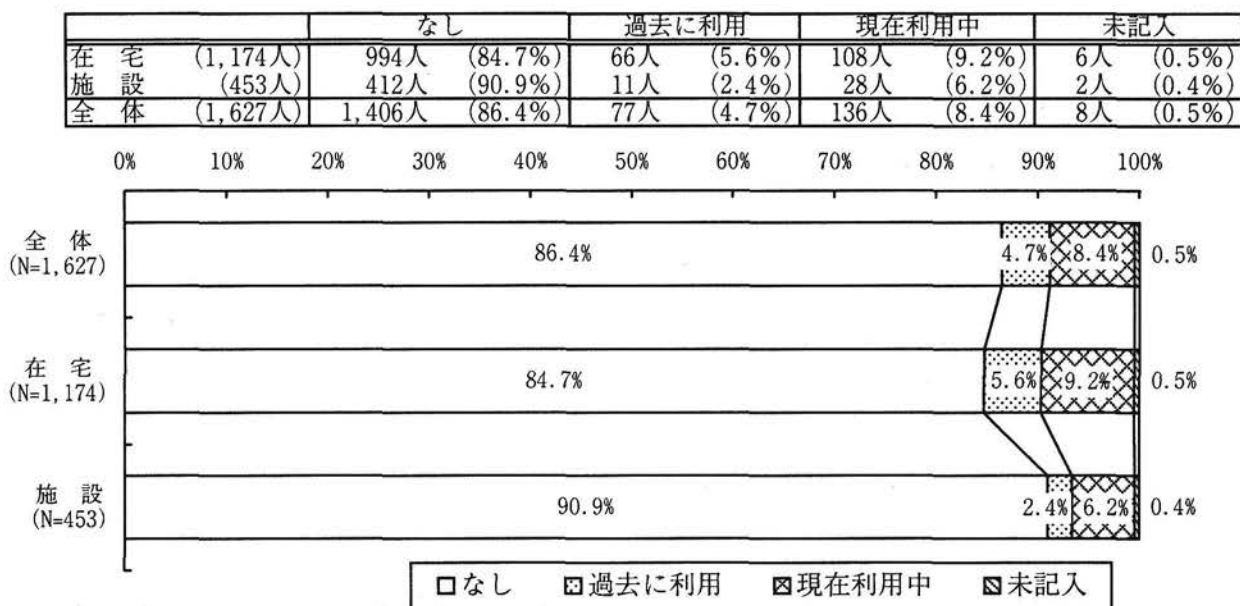 なし 過去に利用 現在利用中 未記入
在 宅 (1,174人) 994人 (84.7%) 66人 (5.6%) 108人 (9.2%) 6人 (0.5%)
施 設 (453人) 412人 (90.9%) 11人 (2.4%) 28人 (6.2%) 2人 (0.4%)
全 体 (1,627人) 1,406人 (86.4%) 77人 (4.7%) 136人 (8.4%) 8人 (0.5%)
0% 10% 20% 30% 40% 50% 60% 70% 80% 90% 100%
全 体
(N=1,627)
86.4% 4.7% 8.4% 0.5%
在 宅
(N=1,174)
84.7% 5.6% 9.2% 0.5%
施 設
(N=453)
90.9% 2.4% 6.2% 0.4%
なし 過去に利用 現在利用中 未記入